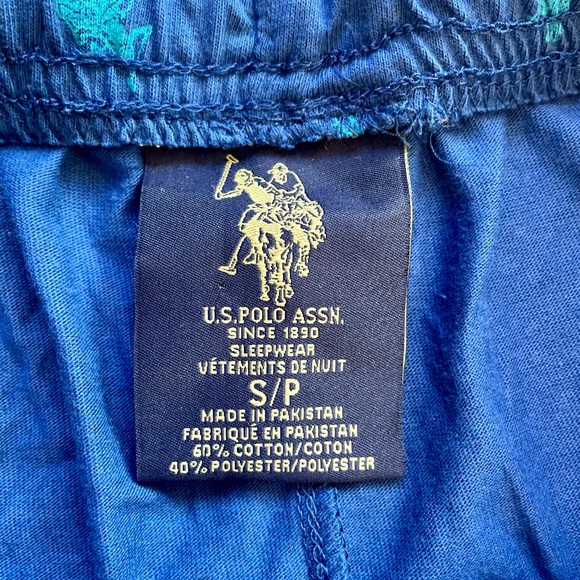 U.S. POLO ASSN.
SINCE 1890
SLEEPWEAR
VÉTEMENTS DE NUIT
S/P
MADE IN PAKISTAN
FABRIQUÉ EN PAKISTAN
60% COTTON/COTON
40% POLYESTER/POLYESTER